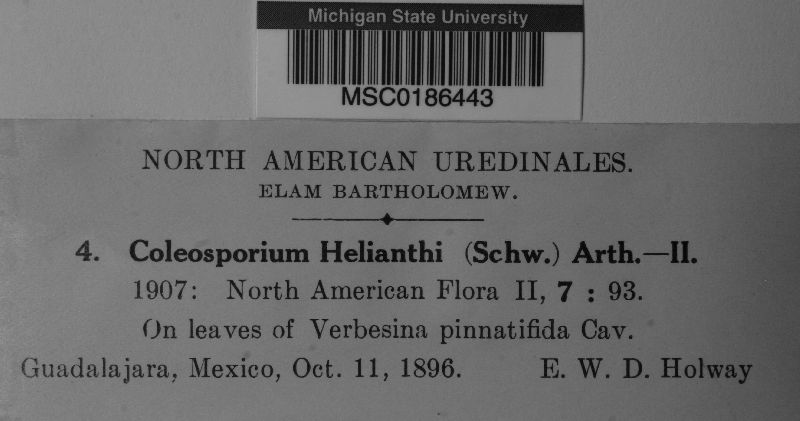 Michigan State University
MSC0186443
NORTH AMERICAN UREDINALES.
ELAM BARTHOLOMEW.
4. Coleosporium Helianthi (Schw.) Arth.—II.
1907: North American Flora II, 7 : 93.
On leaves of Verbesina pinnatifida Cav.
Guadalajara, Mexico, Oct. 11, 1896. E. W. D. Holway